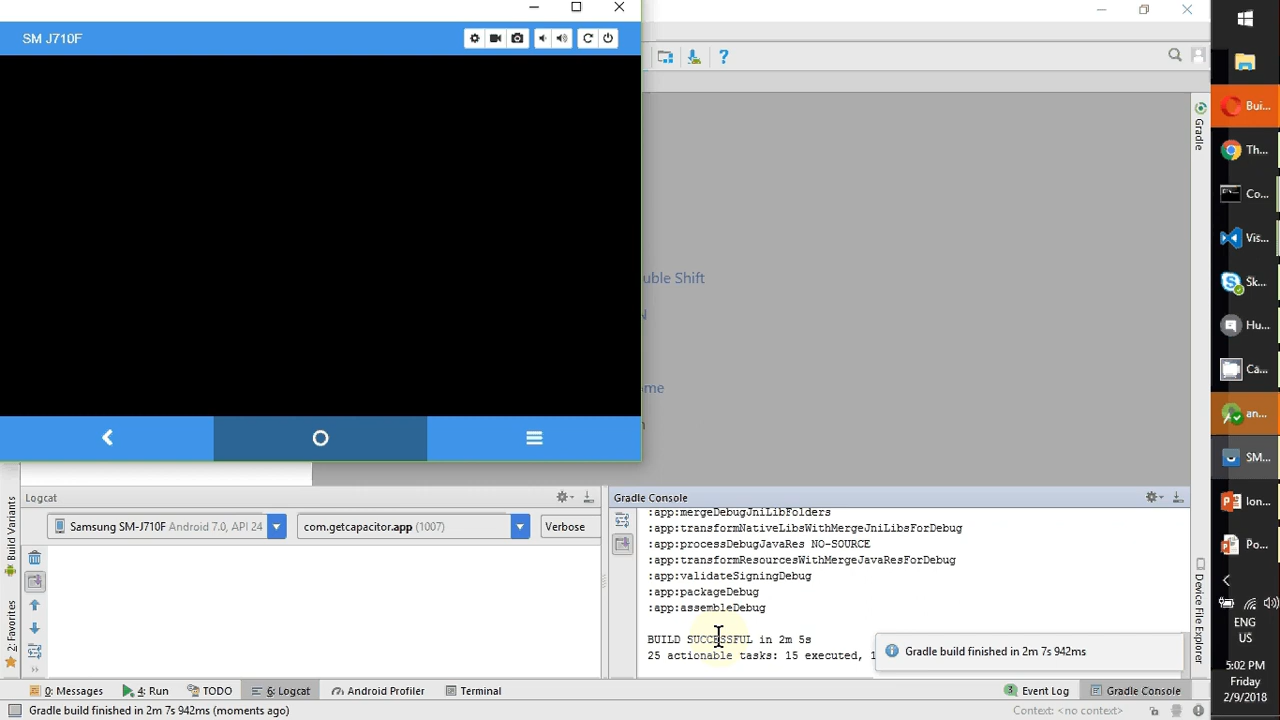 SM J710F
?
uble Shift
N
ome
Gradle
Device File Explorer
Build Variants
2: Favorites
Logcat
Samsung SM-J710F Android 7.0, API 24
com.getcapacitor.app (1007)
Verbose
Gradle Console
:app:mergeDebugJniLibFolders
:app:transformNativeLibsWithMergeJniLibsForDebug
:app:processDebugJavaRes NO-SOURCE
:app:transformResourcesWithMergeJavaResForDebug
:app:validateSigningDebug
:app:packageDebug
:app:assembleDebug
BUILD SUCCESSFUL in 2m 5s
25 actionable tasks: 15 executed, 1
Gradle build finished in 2m 7s 942ms
0: Messages
4: Run
TODO
6: Logcat
Android Profiler
Terminal
3 Event Log
Gradle Console
Gradle build finished in 2m 7s 942ms (moments ago)
Context: <no context>
Bui...
Th...
Co...
Vis...
Sk...
Hu...
Ca...
an...
SM...
Ion...
Po...
ENG
US
5:02 PM
Friday
2/9/2018